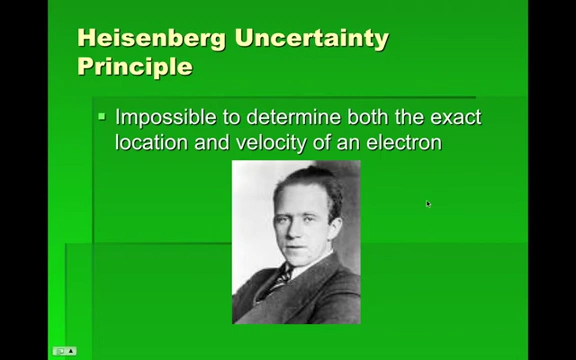 Heisenberg Uncertainty
Principle
Impossible to determine both the exact
location and velocity of an electron